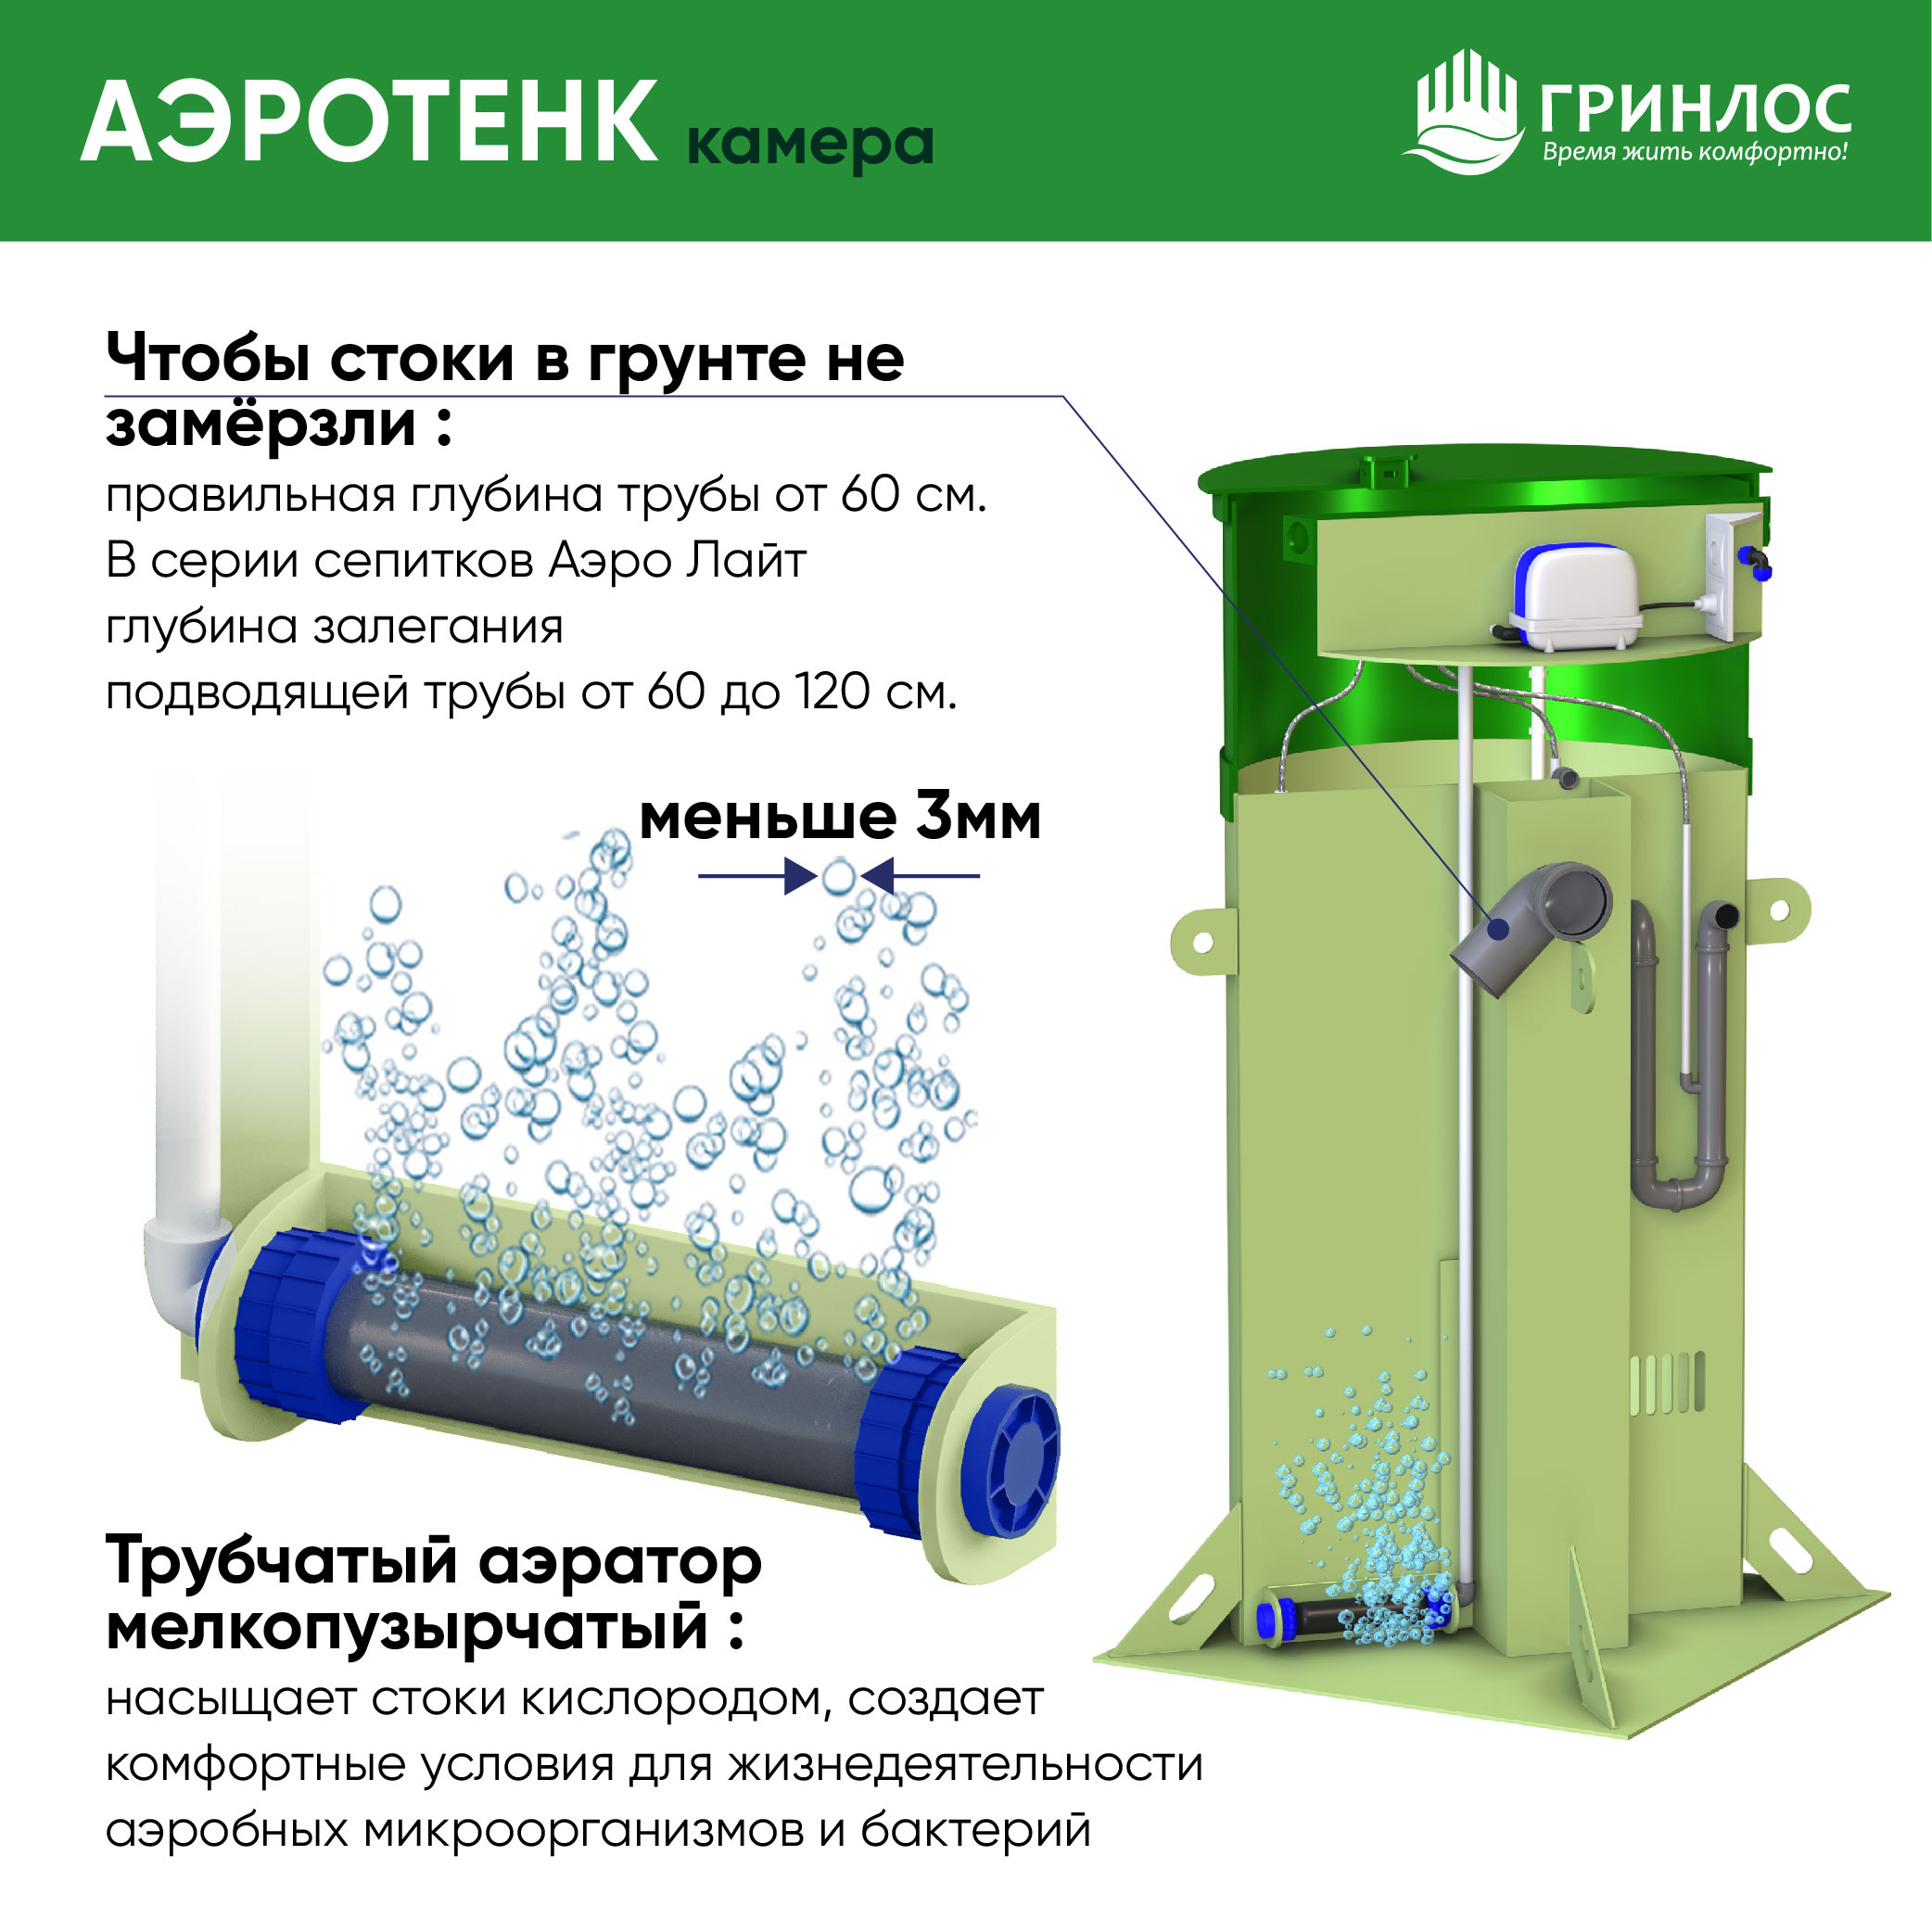 АЭРОТЕНК камера
ГРИНЛОС
Время жить комфортно!
Чтобы стоки в грунте не
замёрзли :
правильная глубина трубы от 60 см.
В серии сепитков Аэро Лайт
глубина залегания
подводящей трубы от 60 до 120 см.
меньше 3мм
Трубчатый аэратор
мелкопузырчатый :
насыщает стоки кислородом, создает
комфортные условия для жизнедеятельности
аэробных микроорганизмов и бактерий